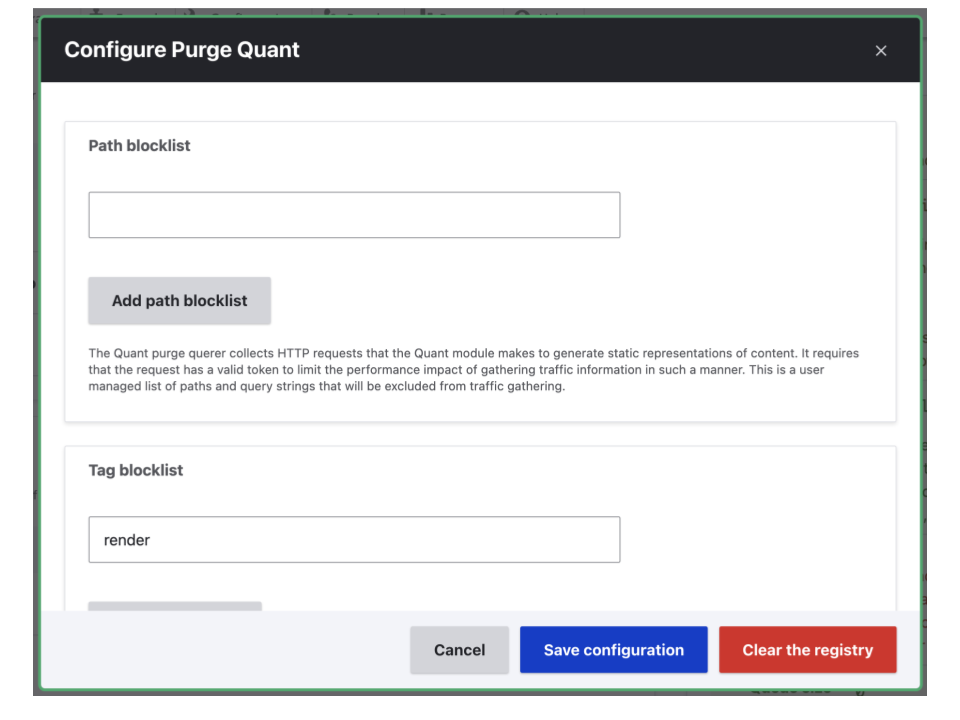 Configure Purge Quant
Path blocklist
Add path blocklist
The Quant purge querer collects HTTP requests that the Quant module makes to generate static representations of content. It requires
that the request has a valid token to limit the performance impact of gathering traffic information in such a manner. This is a user
managed list of paths and query strings that will be excluded from traffic gathering.
Tag blocklist
render
Cancel
Save configuration
Clear the registry